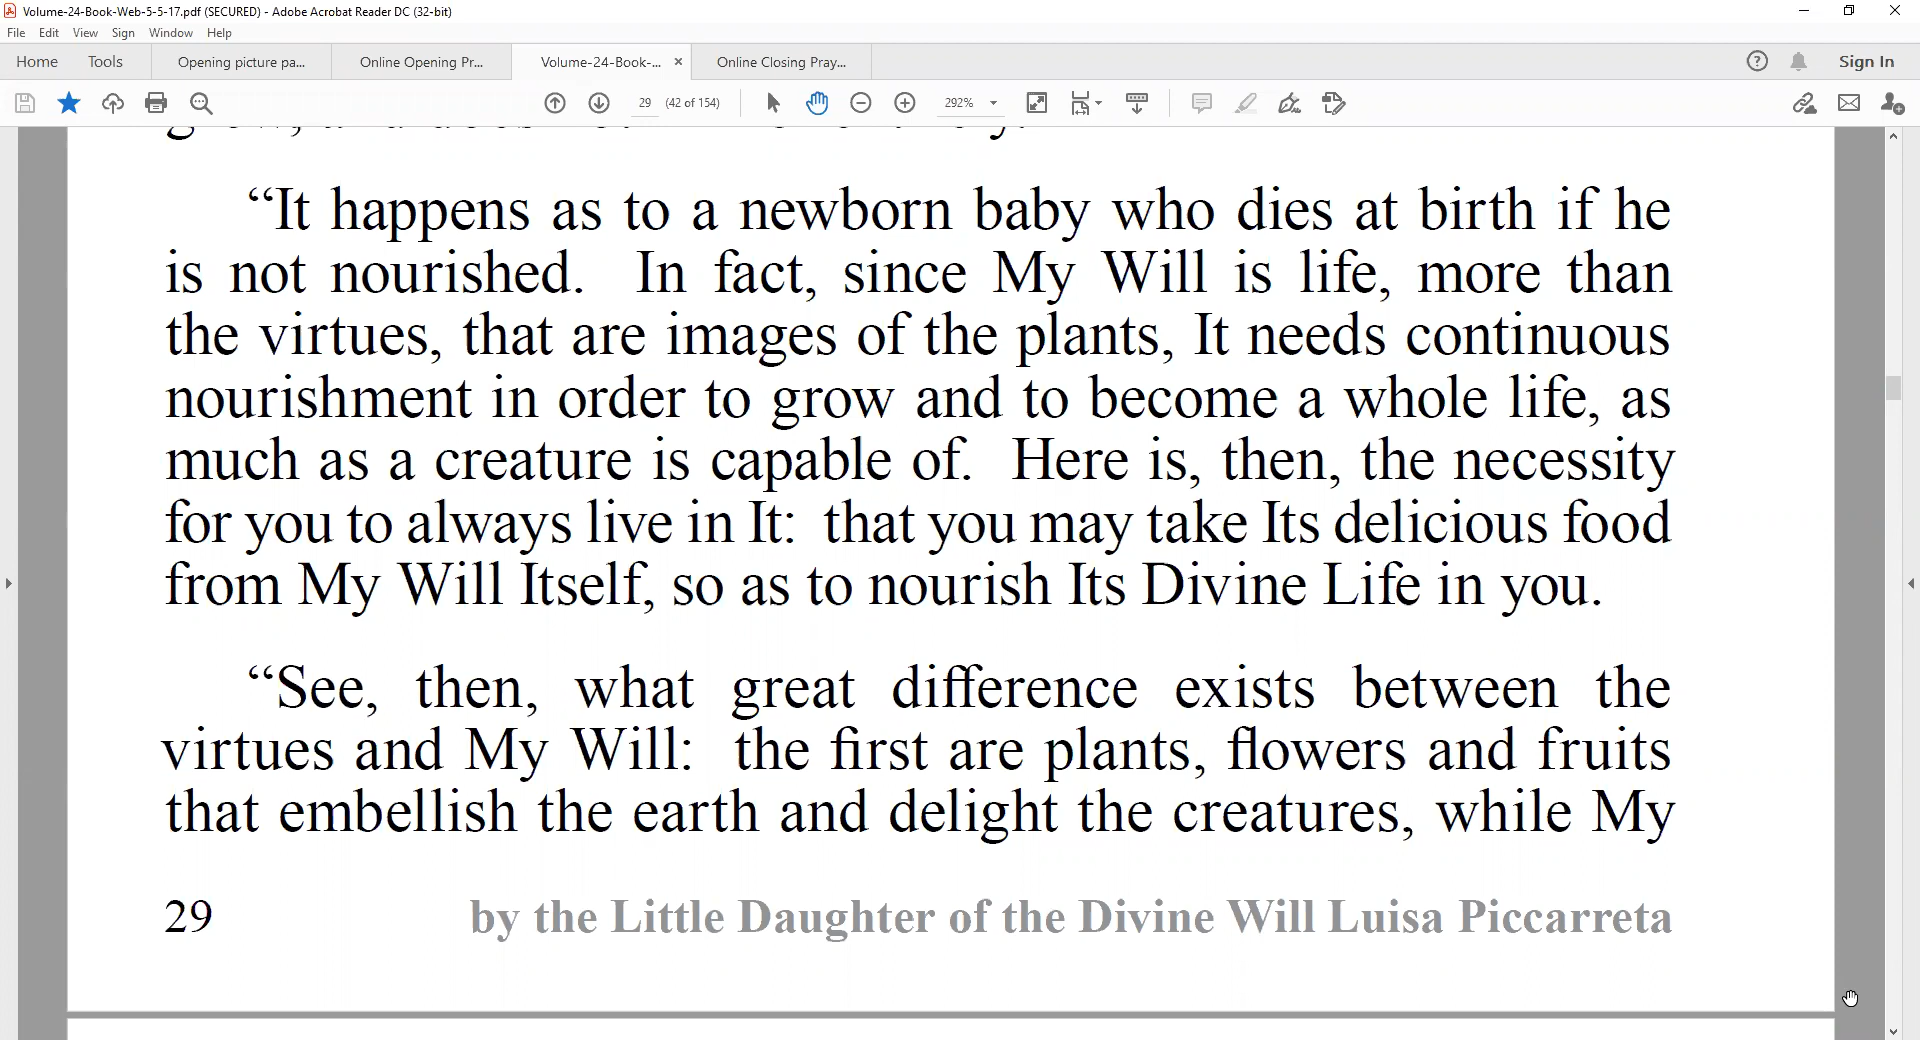 Volume-24-Book-Web-5-5-17.pdf (SECURED) - Adobe Acrobat Reader DC (32-bit)
File Edit View Sign Window Help
Home Tools Opening picture pa... Online Opening Pr... Volume-24-Book-... × Online Closing Pray... Sign In
29 (42 of 154) 292%
“It happens as to a newborn baby who dies at birth if he
is not nourished. In fact, since My Will is life, more than
the virtues, that are images of the plants, It needs continuous
nourishment in order to grow and to become a whole life, as
much as a creature is capable of. Here is, then, the necessity
for you to always live in It: that you may take Its delicious food
from My Will Itself, so as to nourish Its Divine Life in you.
“See, then, what great difference exists between the
virtues and My Will: the first are plants, flowers and fruits
that embellish the earth and delight the creatures, while My
29 by the Little Daughter of the Divine Will Luisa Piccarreta